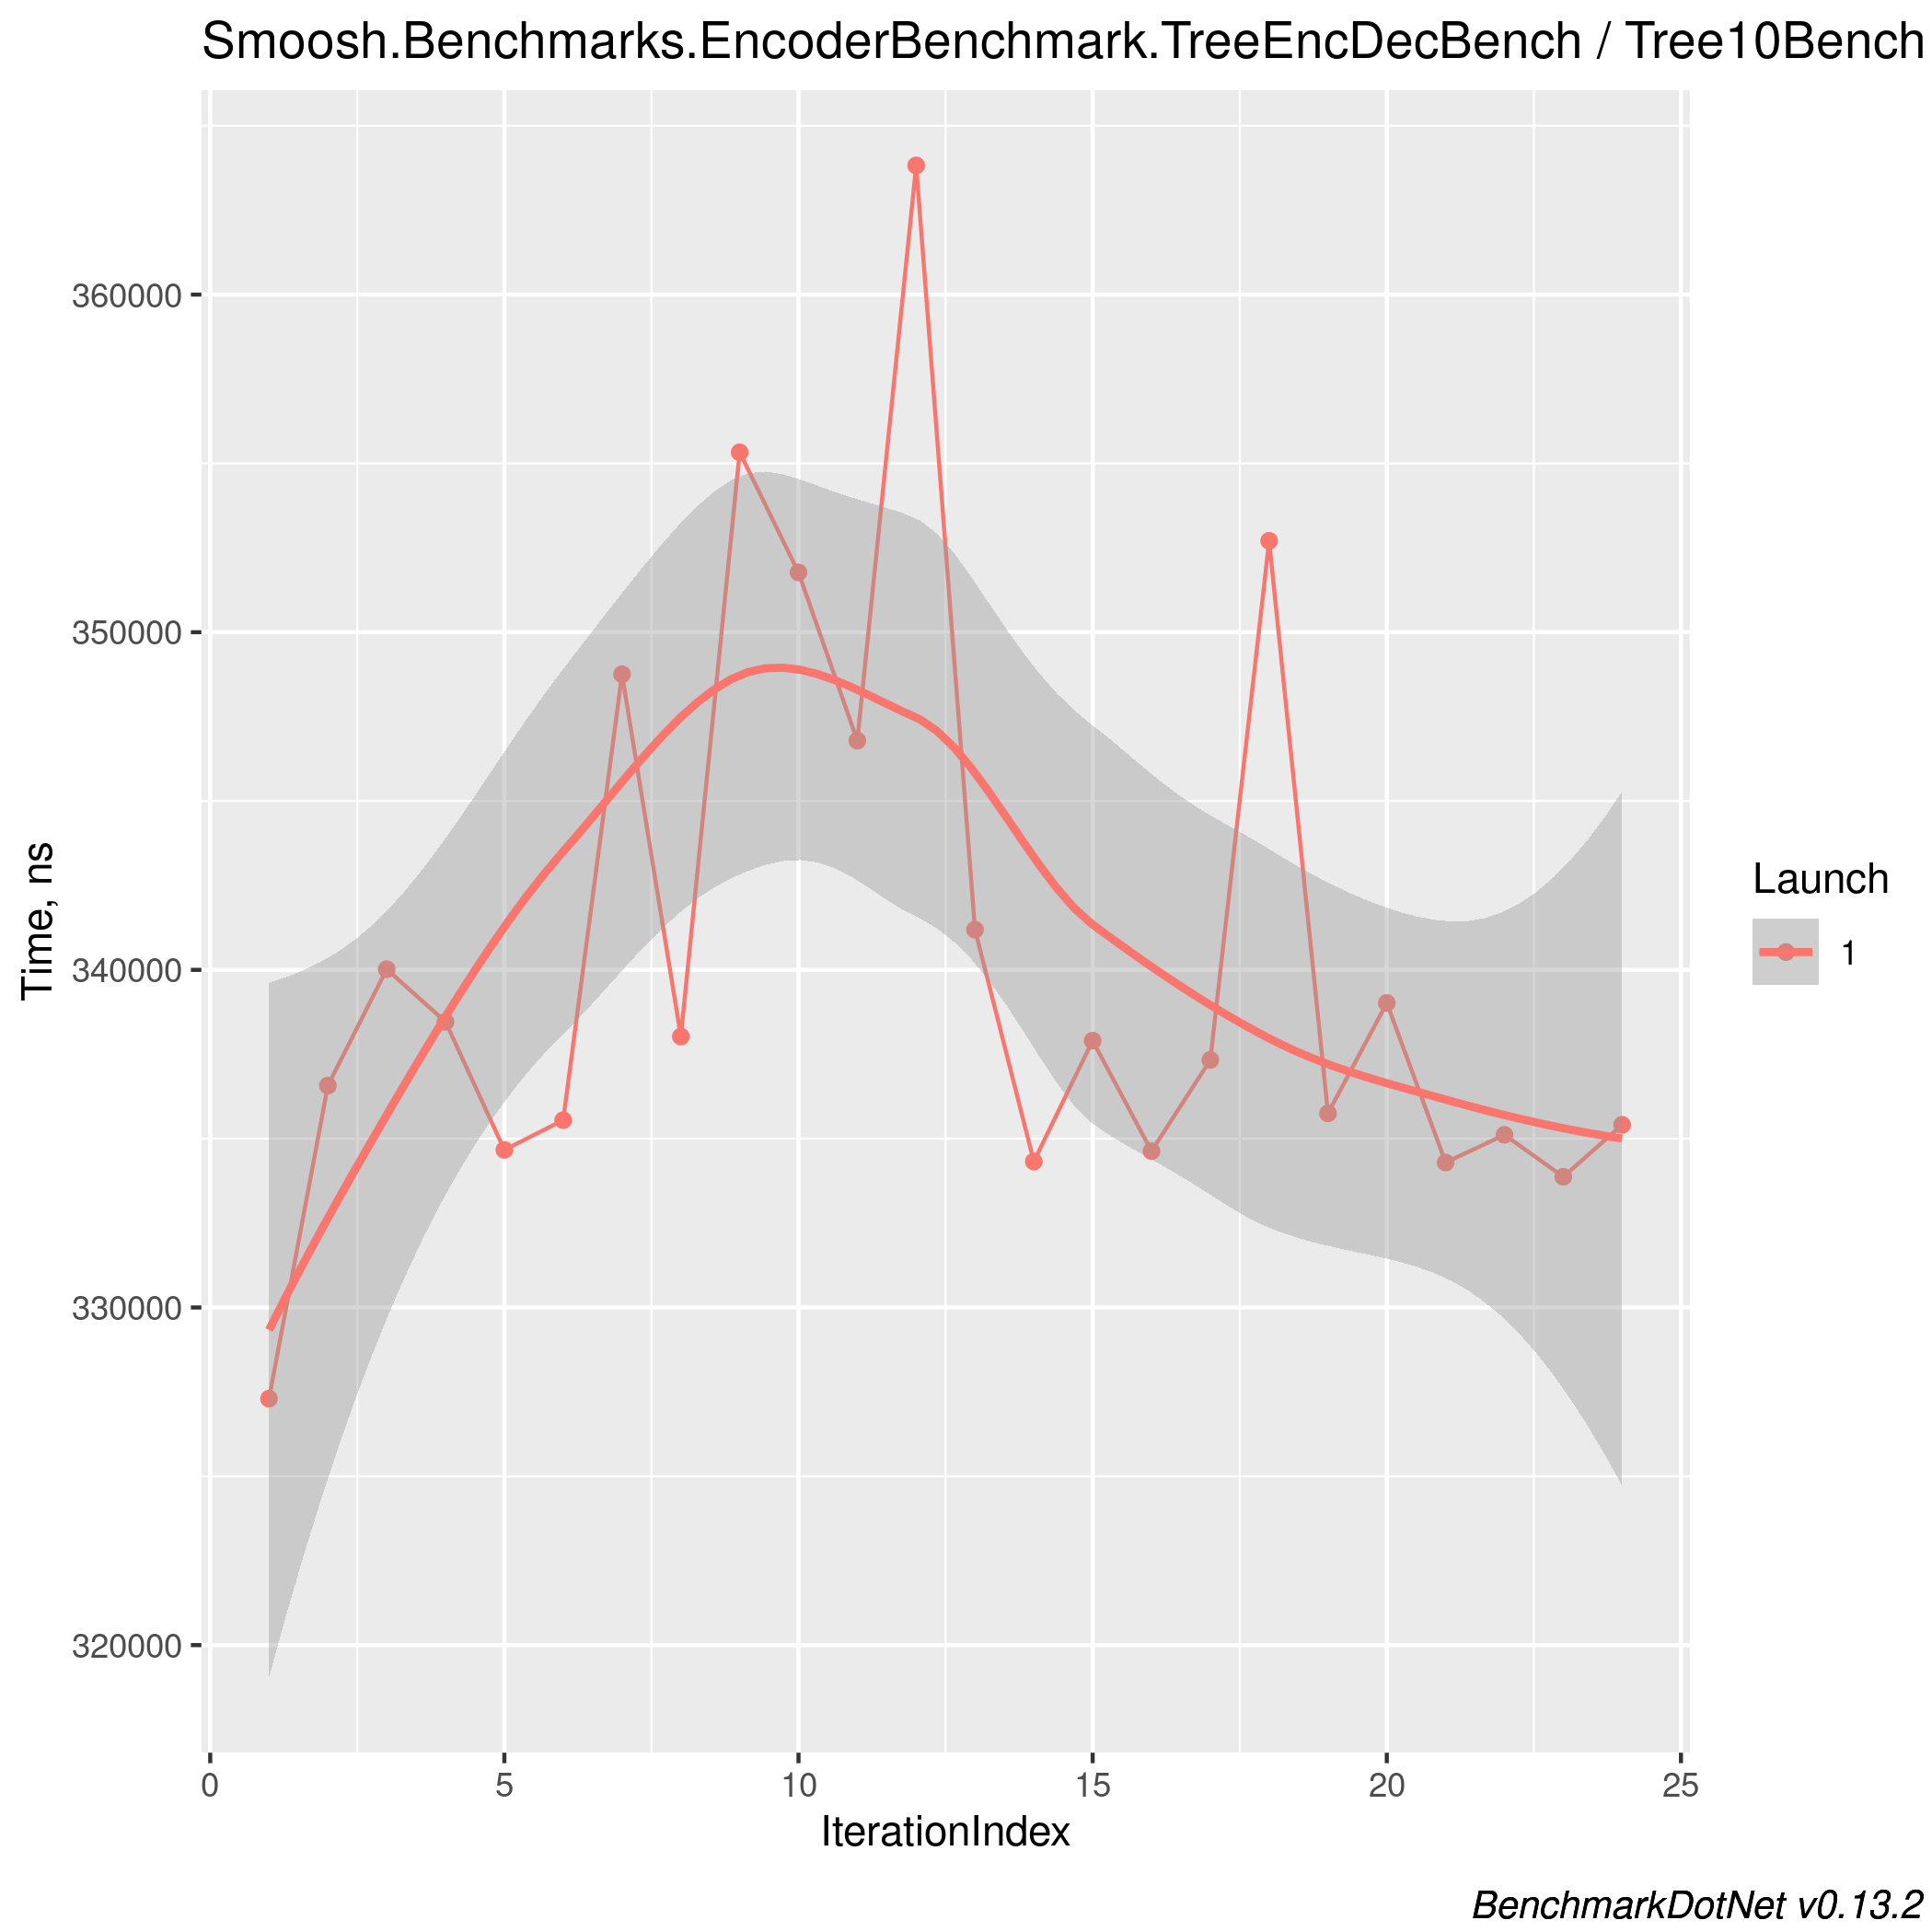 Smoosh.Benchmarks.EncoderBenchmark.TreeEncDecBench / Tree10Bench
Time, ns
360000
350000
340000
330000
320000
0 5 10 15 20 25
IterationIndex
Launch
1
BenchmarkDotNet v0.13.2